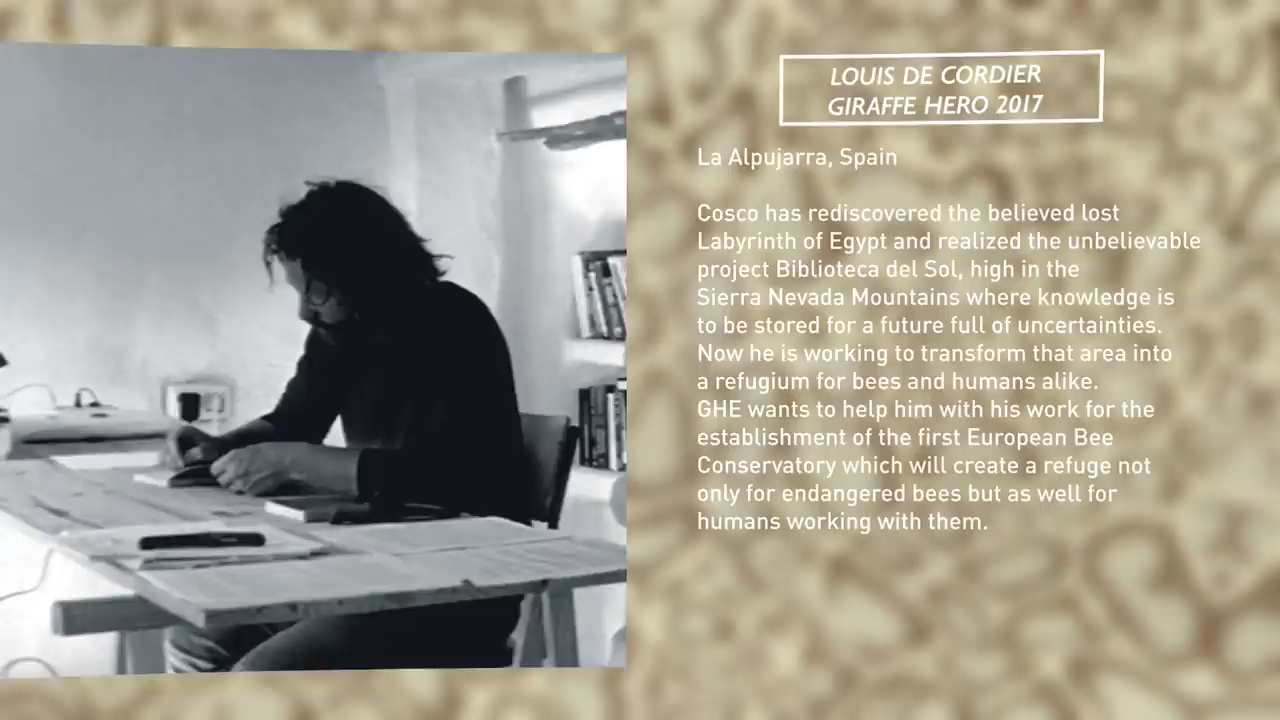 LOUIS DE CORDIER
GIRAFFE HERO 2017
La Alpujarra, Spain
Cosco has rediscovered the believed lost
Labyrinth of Egypt and realized the unbelievable
project Biblioteca del Sol, high in the
Sierra Nevada Mountains where knowledge is
to be stored for a future full of uncertainties.
Now he is working to transform that area into
a refugium for bees and humans alike.
GHE wants to help him with his work for the
establishment of the first European Bee
Conservatory which will create a refuge not
only for endangered bees but as well for
humans working with them.